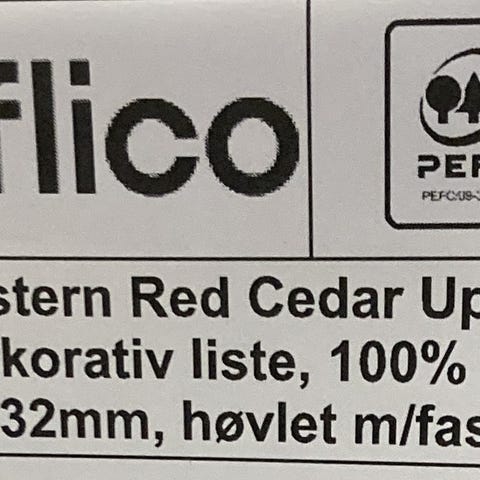 flico
PEF
stern Red Cedar Up
korativ liste, 100%
32mm, høvlet m/fas